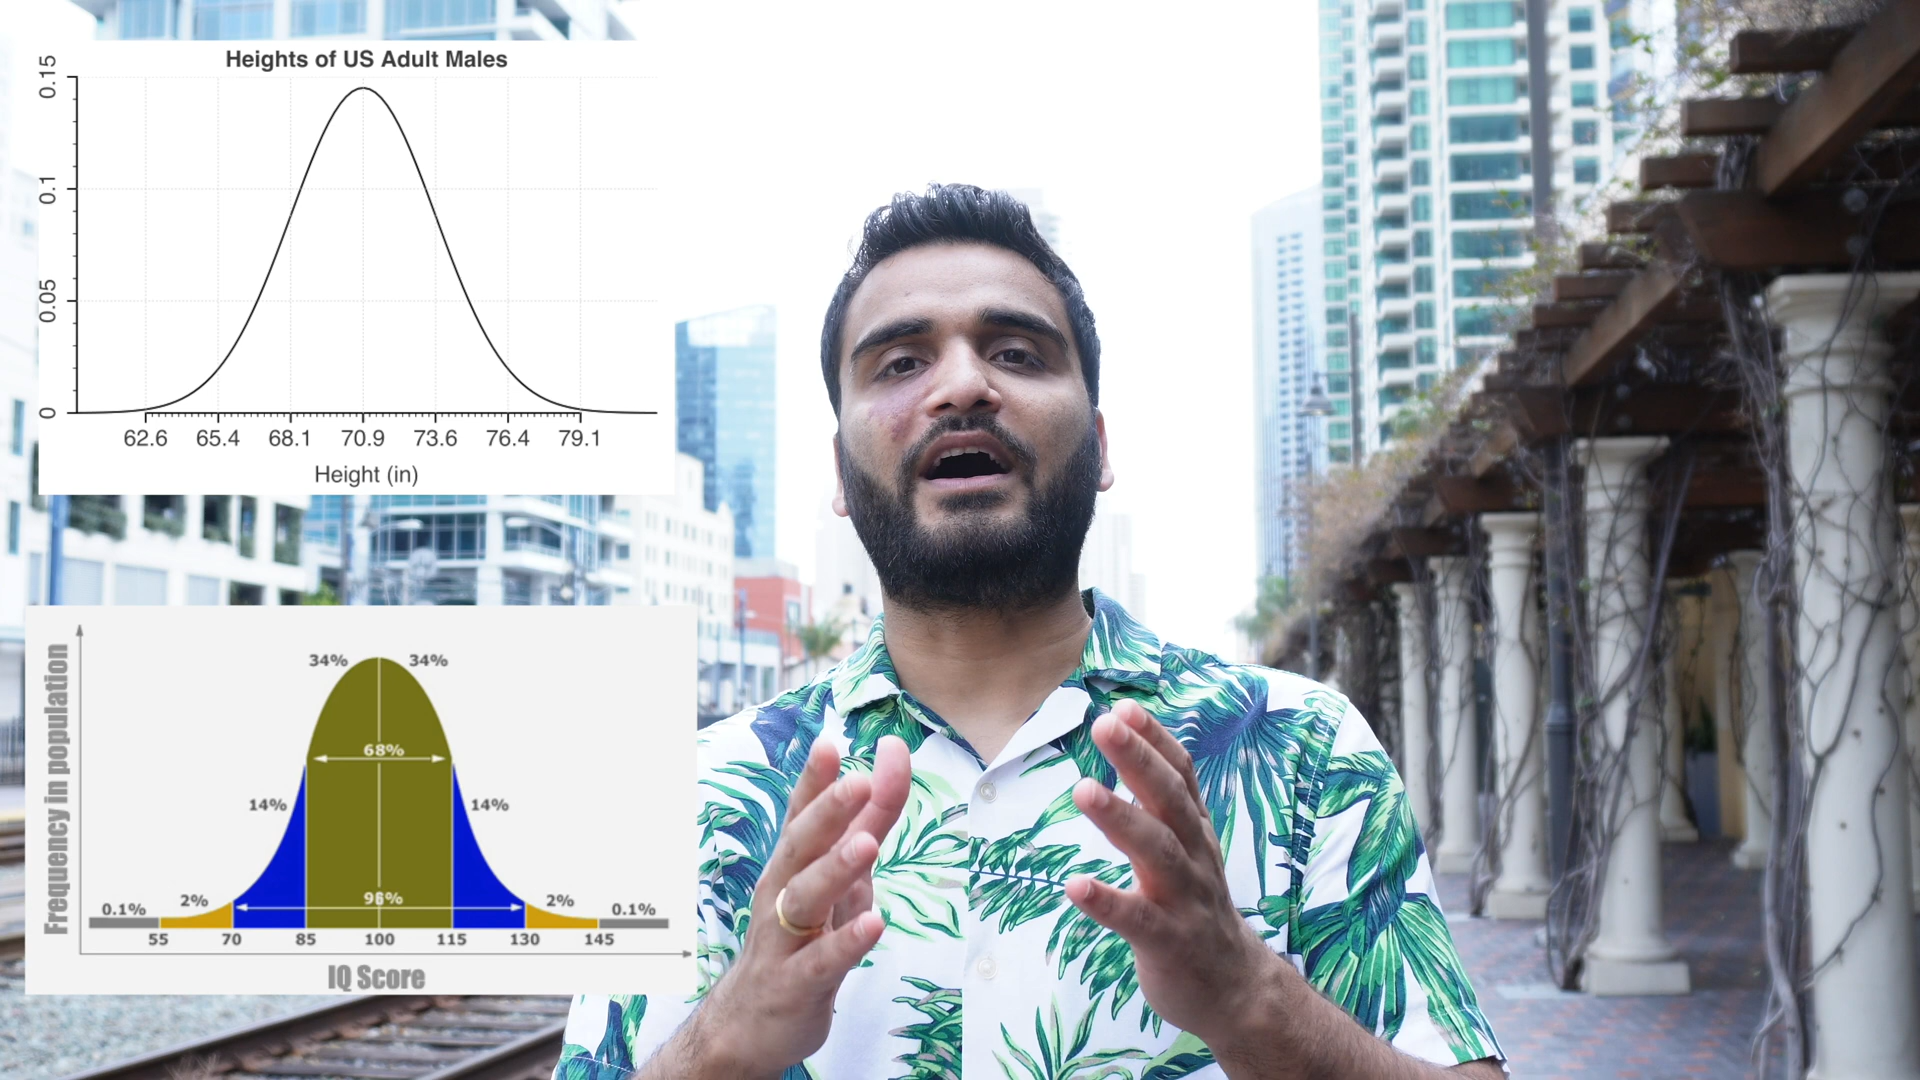 Heights of US Adult Males
0.15
0.1
0.05
0
62.6 65.4 68.1 70.9 73.6 76.4 79.1
Height (in)
Frequency in population
34% 34%
68%
14% 14%
0.1% 2% 2% 0.1%
55 70 85 100 115 130 145
IQ Score